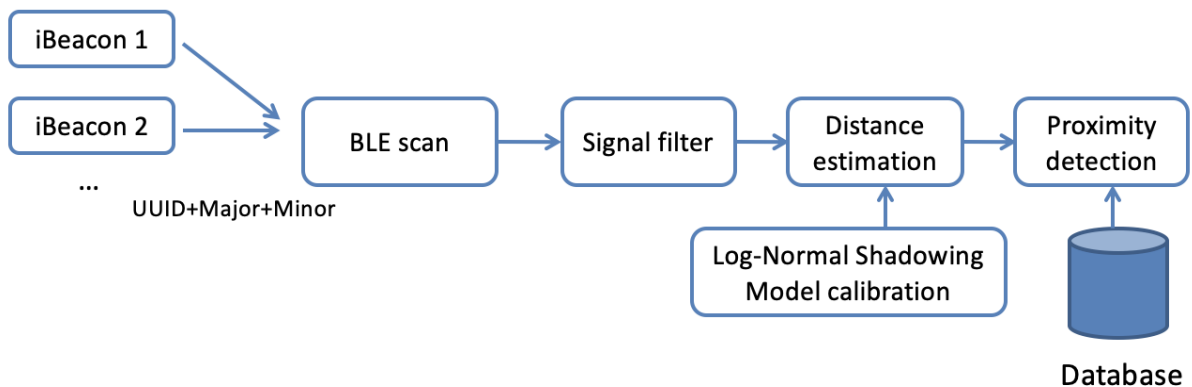 iBeacon 1
iBeacon 2
...
UUID+Major+Minor
BLE scan
Signal filter
Distance
estimation
Proximity
detection
Log-Normal Shadowing
Model calibration
Database